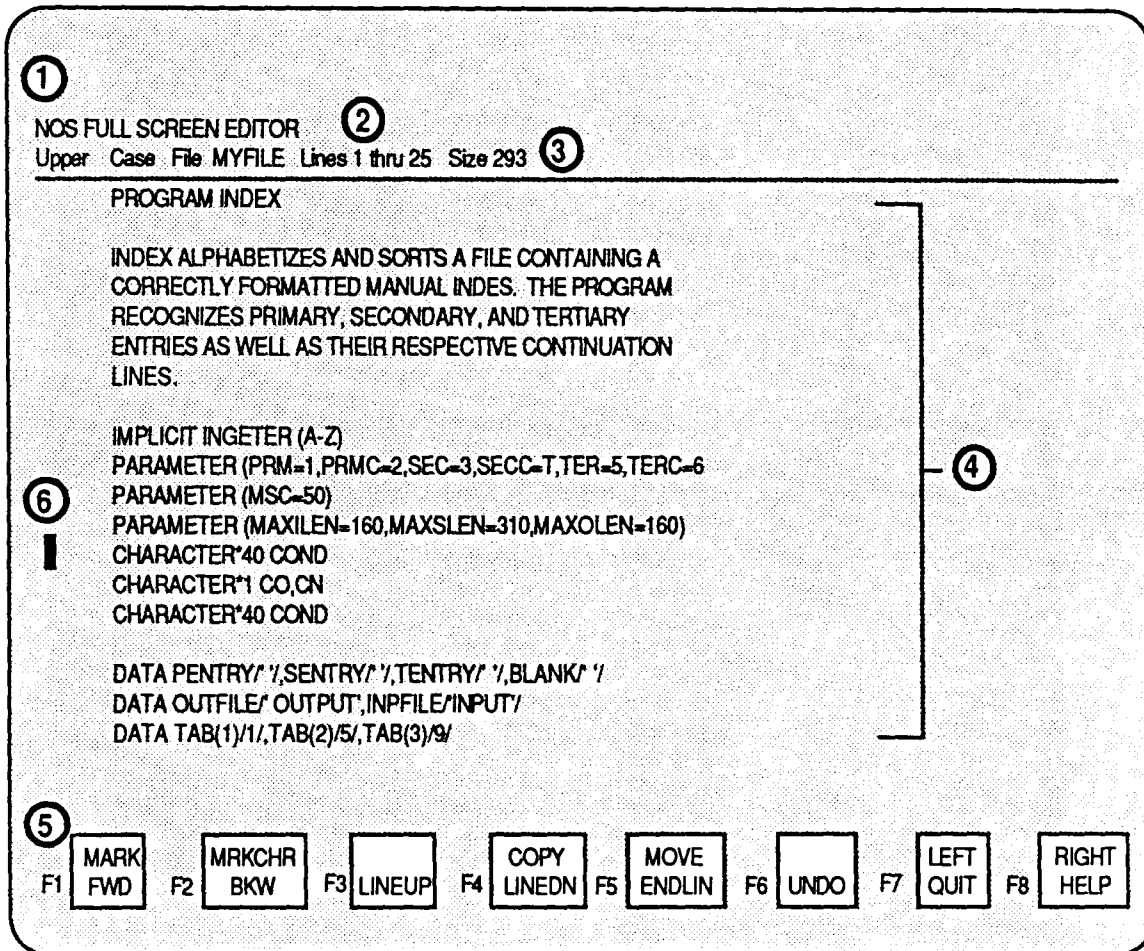 1
NOS FULL SCREEN EDITOR 2
Upper Case File MYFILE Lines 1 thru 25 Size 293 3
PROGRAM INDEX
INDEX ALPHABETIZES AND SORTS A FILE CONTAINING A
CORRECTLY FORMATTED MANUAL INDES. THE PROGRAM
RECOGNIZES PRIMARY, SECONDARY, AND TERTIARY
ENTRIES AS WELL AS THEIR RESPECTIVE CONTINUATION
LINES.
IMPLICIT INGETER (A-Z)
PARAMETER (PRM=1,PRMC=2,SEC=3,SECC=T,TER=5,TERC=6
4
PARAMETER (MSC=50)
6
PARAMETER (MAXILEN=160,MAXSLEN=310,MAXOLEN=160)
CHARACTER*40 COND
CHARACTER*1 CO,CN
CHARACTER*40 COND
DATA PENTRY/' '/,SENTRY/' '/,TENTRY/' '/,BLANK/' '/
DATA OUTFILE/' OUTPUT',INPFILE/'INPUT'/
DATA TAB(1)/1/,TAB(2)/5/,TAB(3)/9/
5
F1 MARK FWD
F2 MRKCHR BKW
F3 LINEUP
F4 COPY LINEDN
F5 MOVE ENDLIN
F6 UNDO
F7 LEFT QUIT
F8 RIGHT HELP